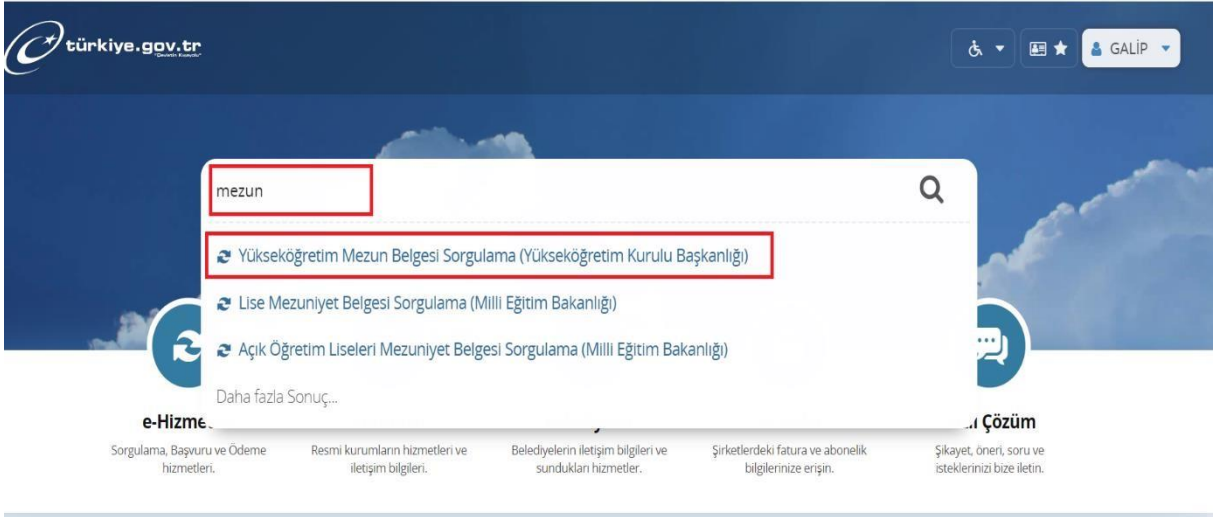 türkiye.gov.tr
GALİP
mezun
Yükseköğretim Mezun Belgesi Sorgulama (Yükseköğretim Kurulu Başkanlığı)
Lise Mezuniyet Belgesi Sorgulama (Milli Eğitim Bakanlığı)
Açık Öğretim Liseleri Mezuniyet Belgesi Sorgulama (Milli Eğitim Bakanlığı)
Daha fazla Sonuç...
e-Hizme
Çözüm
Sorgulama, Başvuru ve Ödeme
hizmetleri.
Resmi kurumların hizmetleri ve
iletişim bilgileri.
Belediyelerin iletişim bilgileri ve
sundukları hizmetler.
Şirketlerdeki fatura ve abonelik
bilgilerinize erişin.
Şikayet, öneri, soru ve
isteklerinizi bize iletin.